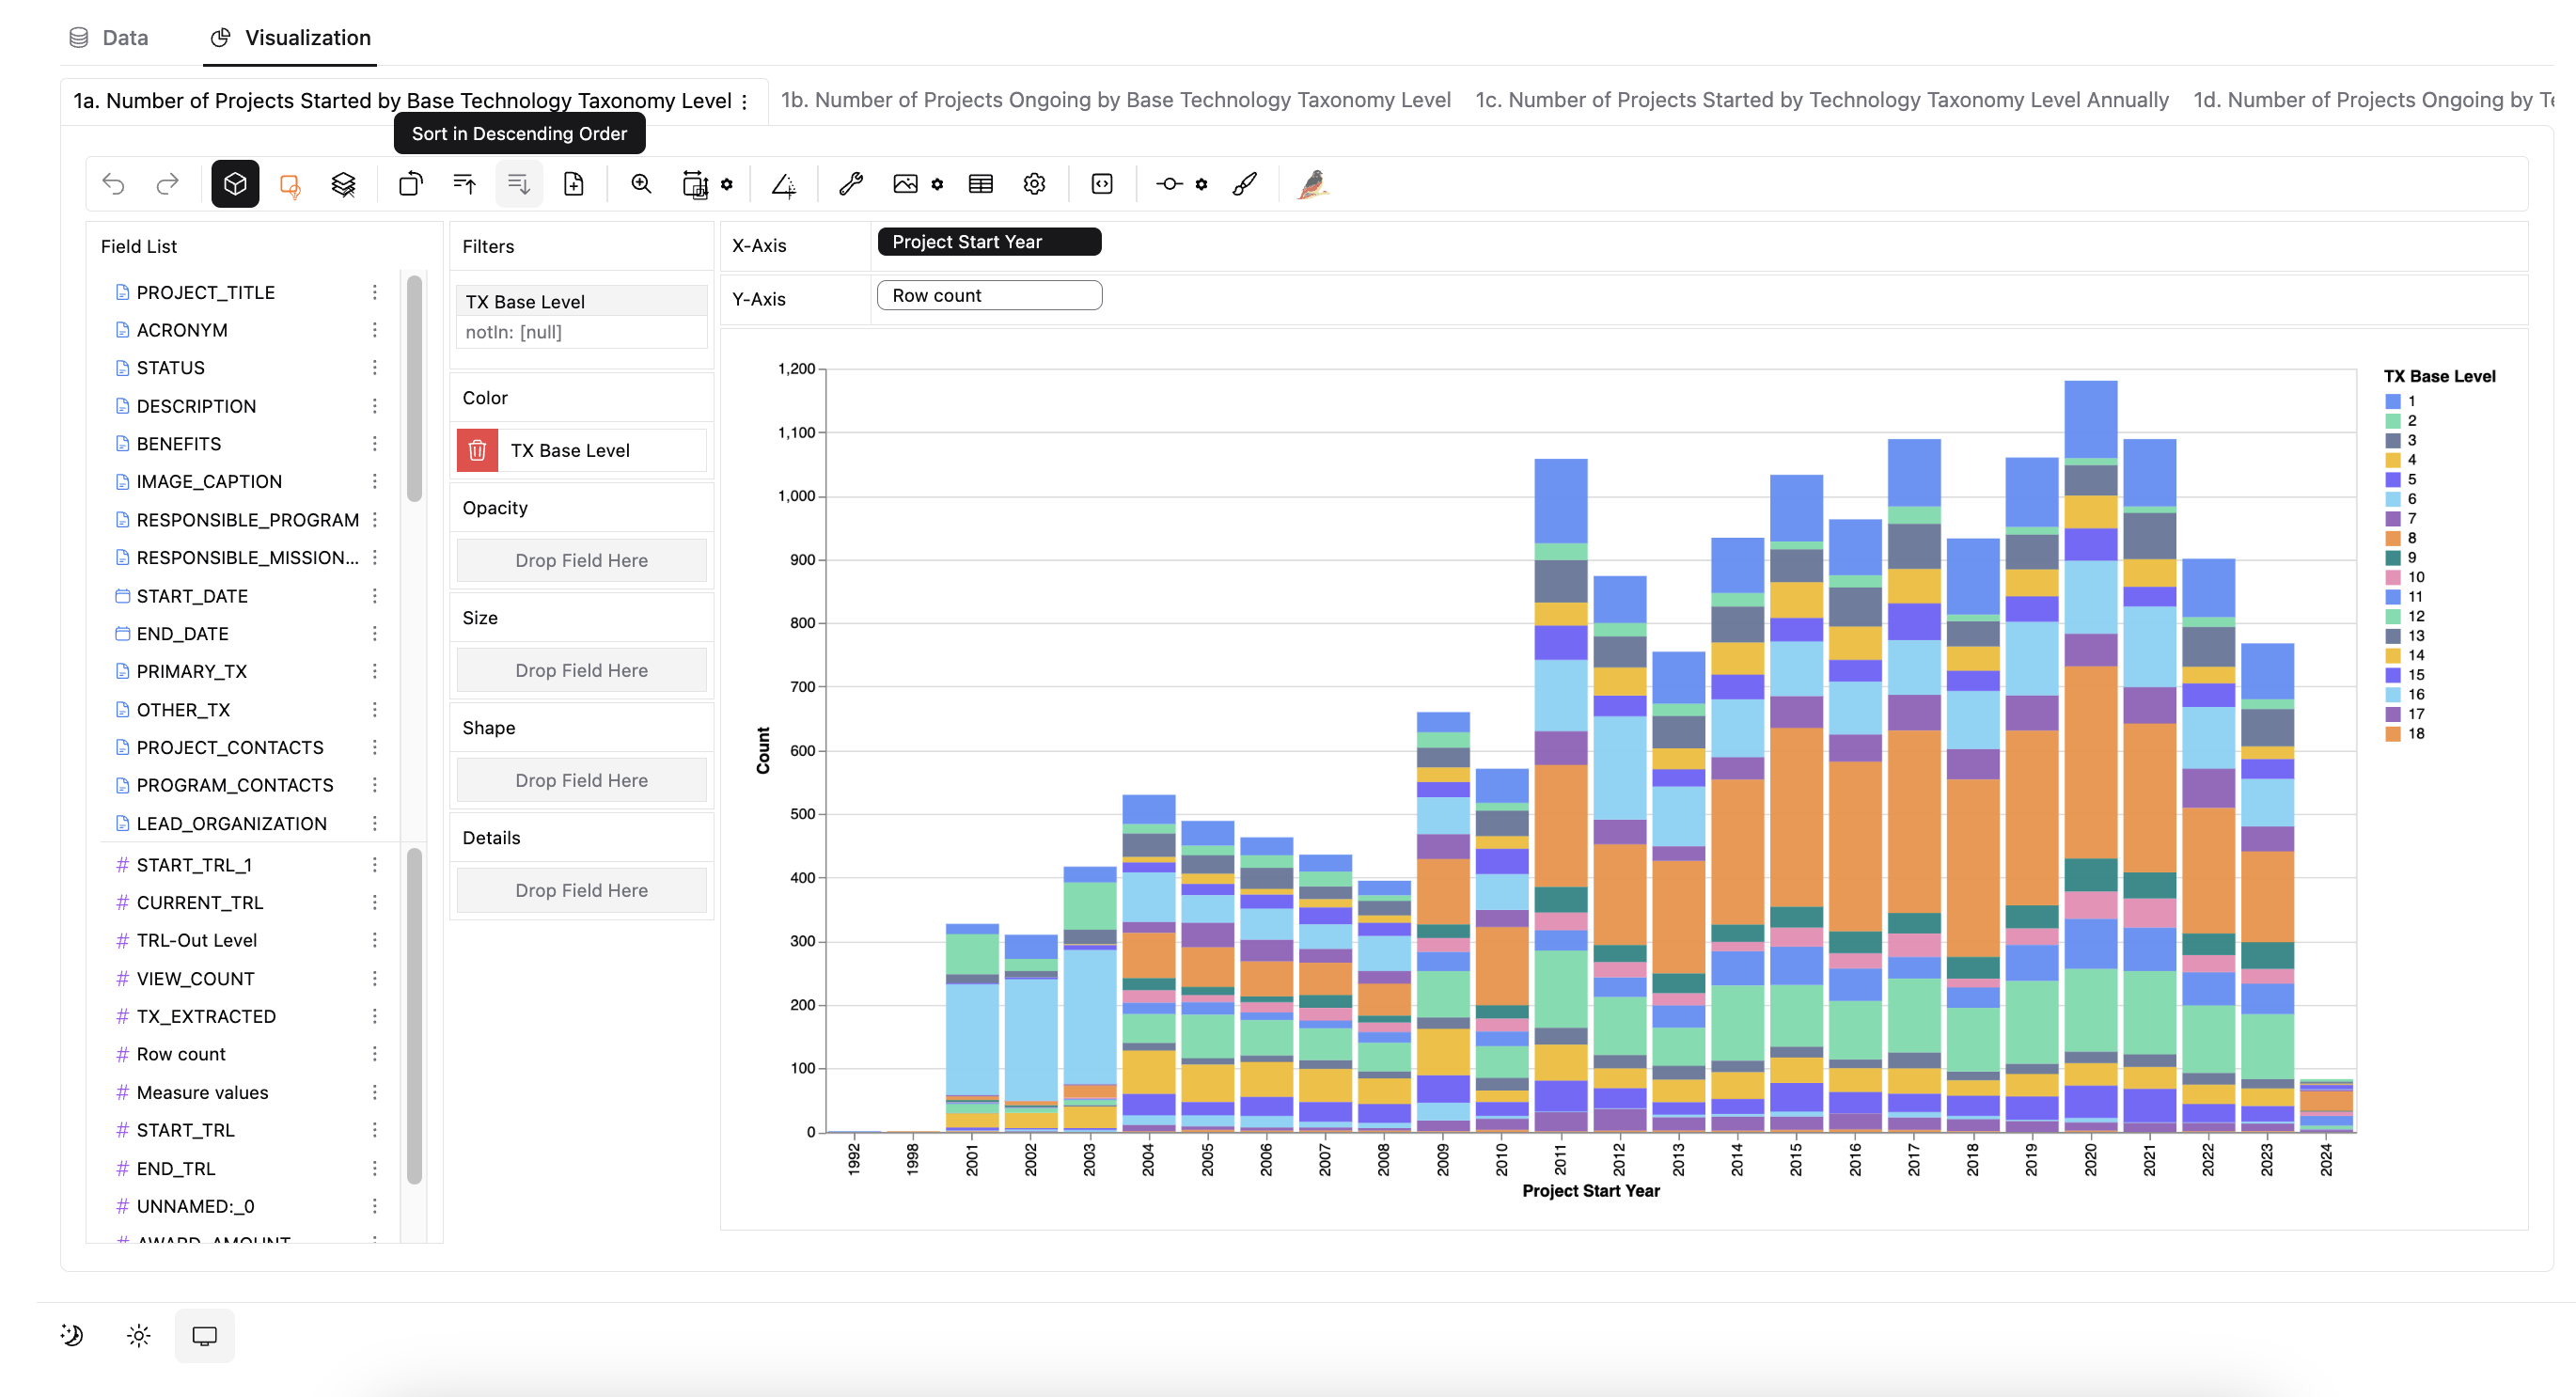 Data
Visualization
1a. Number of Projects Started by Base Technology Taxonomy Level
1b. Number of Projects Ongoing by Base Technology Taxonomy Level
1c. Number of Projects Started by Technology Taxonomy Level Annually
1d. Number of Projects Ongoing by Te
Sort in Descending Order
Field List
PROJECT_TITLE
ACRONYM
STATUS
DESCRIPTION
BENEFITS
IMAGE_CAPTION
RESPONSIBLE_PROGRAM
RESPONSIBLE_MISSION...
START_DATE
END_DATE
PRIMARY_TX
OTHER_TX
PROJECT_CONTACTS
PROGRAM_CONTACTS
LEAD_ORGANIZATION
# START_TRL_1
# CURRENT_TRL
# TRL-Out Level
# VIEW_COUNT
# TX_EXTRACTED
# Row count
# Measure values
# START_TRL
# END_TRL
# UNNAMED:_0
# AWARD_AMOUNT
Filters
TX Base Level
notIn: [null]
Color
TX Base Level
Opacity
Drop Field Here
Size
Drop Field Here
Shape
Drop Field Here
Details
Drop Field Here
X-Axis
Project Start Year
Y-Axis
Row count
Count
1,200
1,100
1,000
900
800
700
600
500
400
300
200
100
0
1992
1998
2001
2002
2003
2004
2005
2006
2007
2008
2009
2010
2011
2012
2013
2014
2015
2016
2017
2018
2019
2020
2021
2022
2023
2024
Project Start Year
TX Base Level
1
2
3
4
5
6
7
8
9
10
11
12
13
14
15
16
17
18